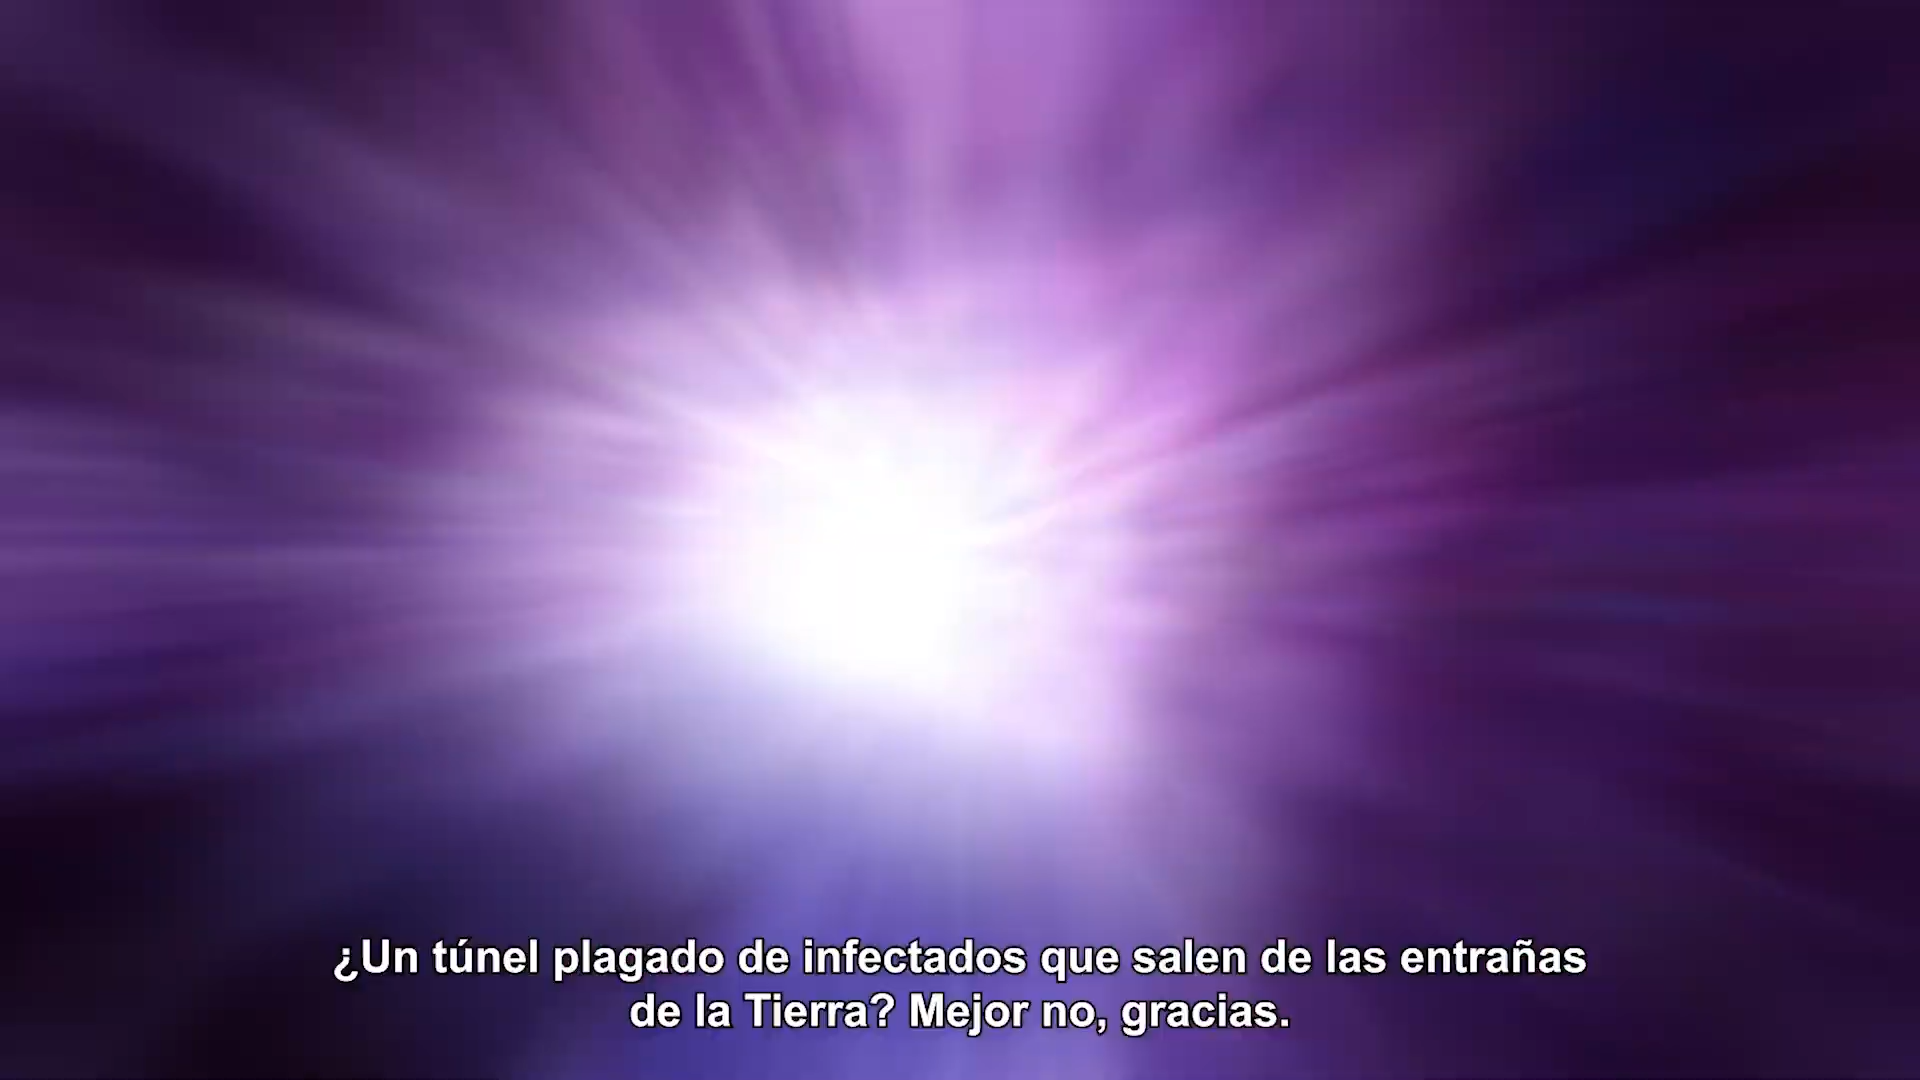 ¿Un túnel plagado de infectados que salen de las entrañas
de la Tierra? Mejor no, gracias.